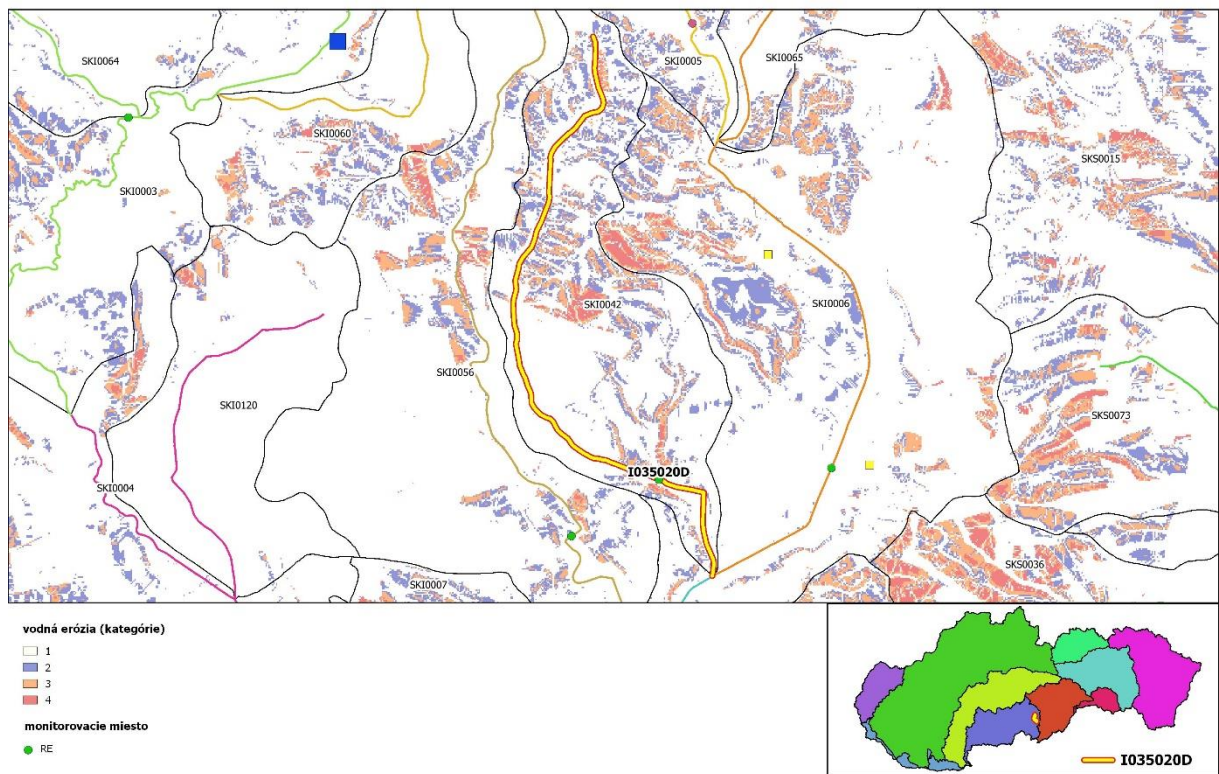 SKI0064
SKI0005
SKI0065
SKI0060
SKS0015
SKI0003
SKI0042
SKI0006
SKI0056
SKI0120
SKS0073
I035020D
SKI0004
SKS0036
SKI0007
vodná erózia (kategórie)
1
2
3
4
monitorovacie miesto
RE
I035020D